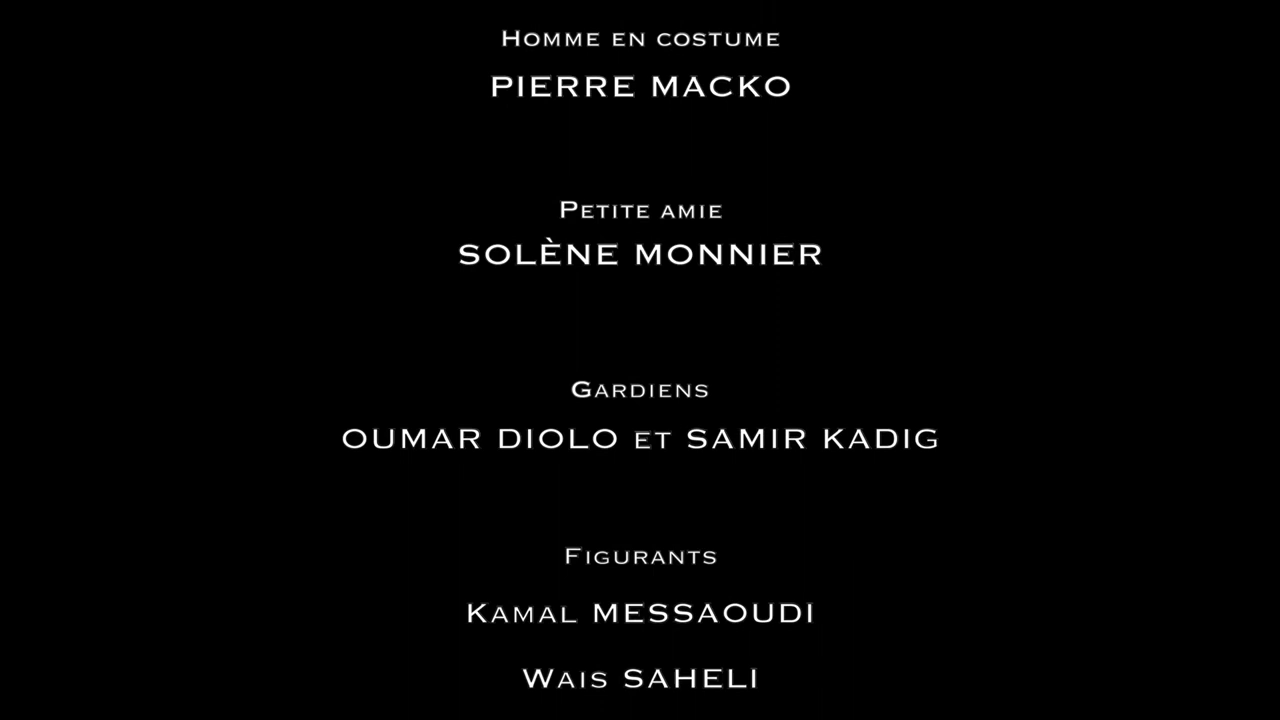 Homme en costume
PIERRE MACKO
Petite amie
SOLÈNE MONNIER
Gardiens
OUMAR DIOLO et SAMIR KADIG
Figurants
Kamal MESSAOUDI
Wais SAHELI